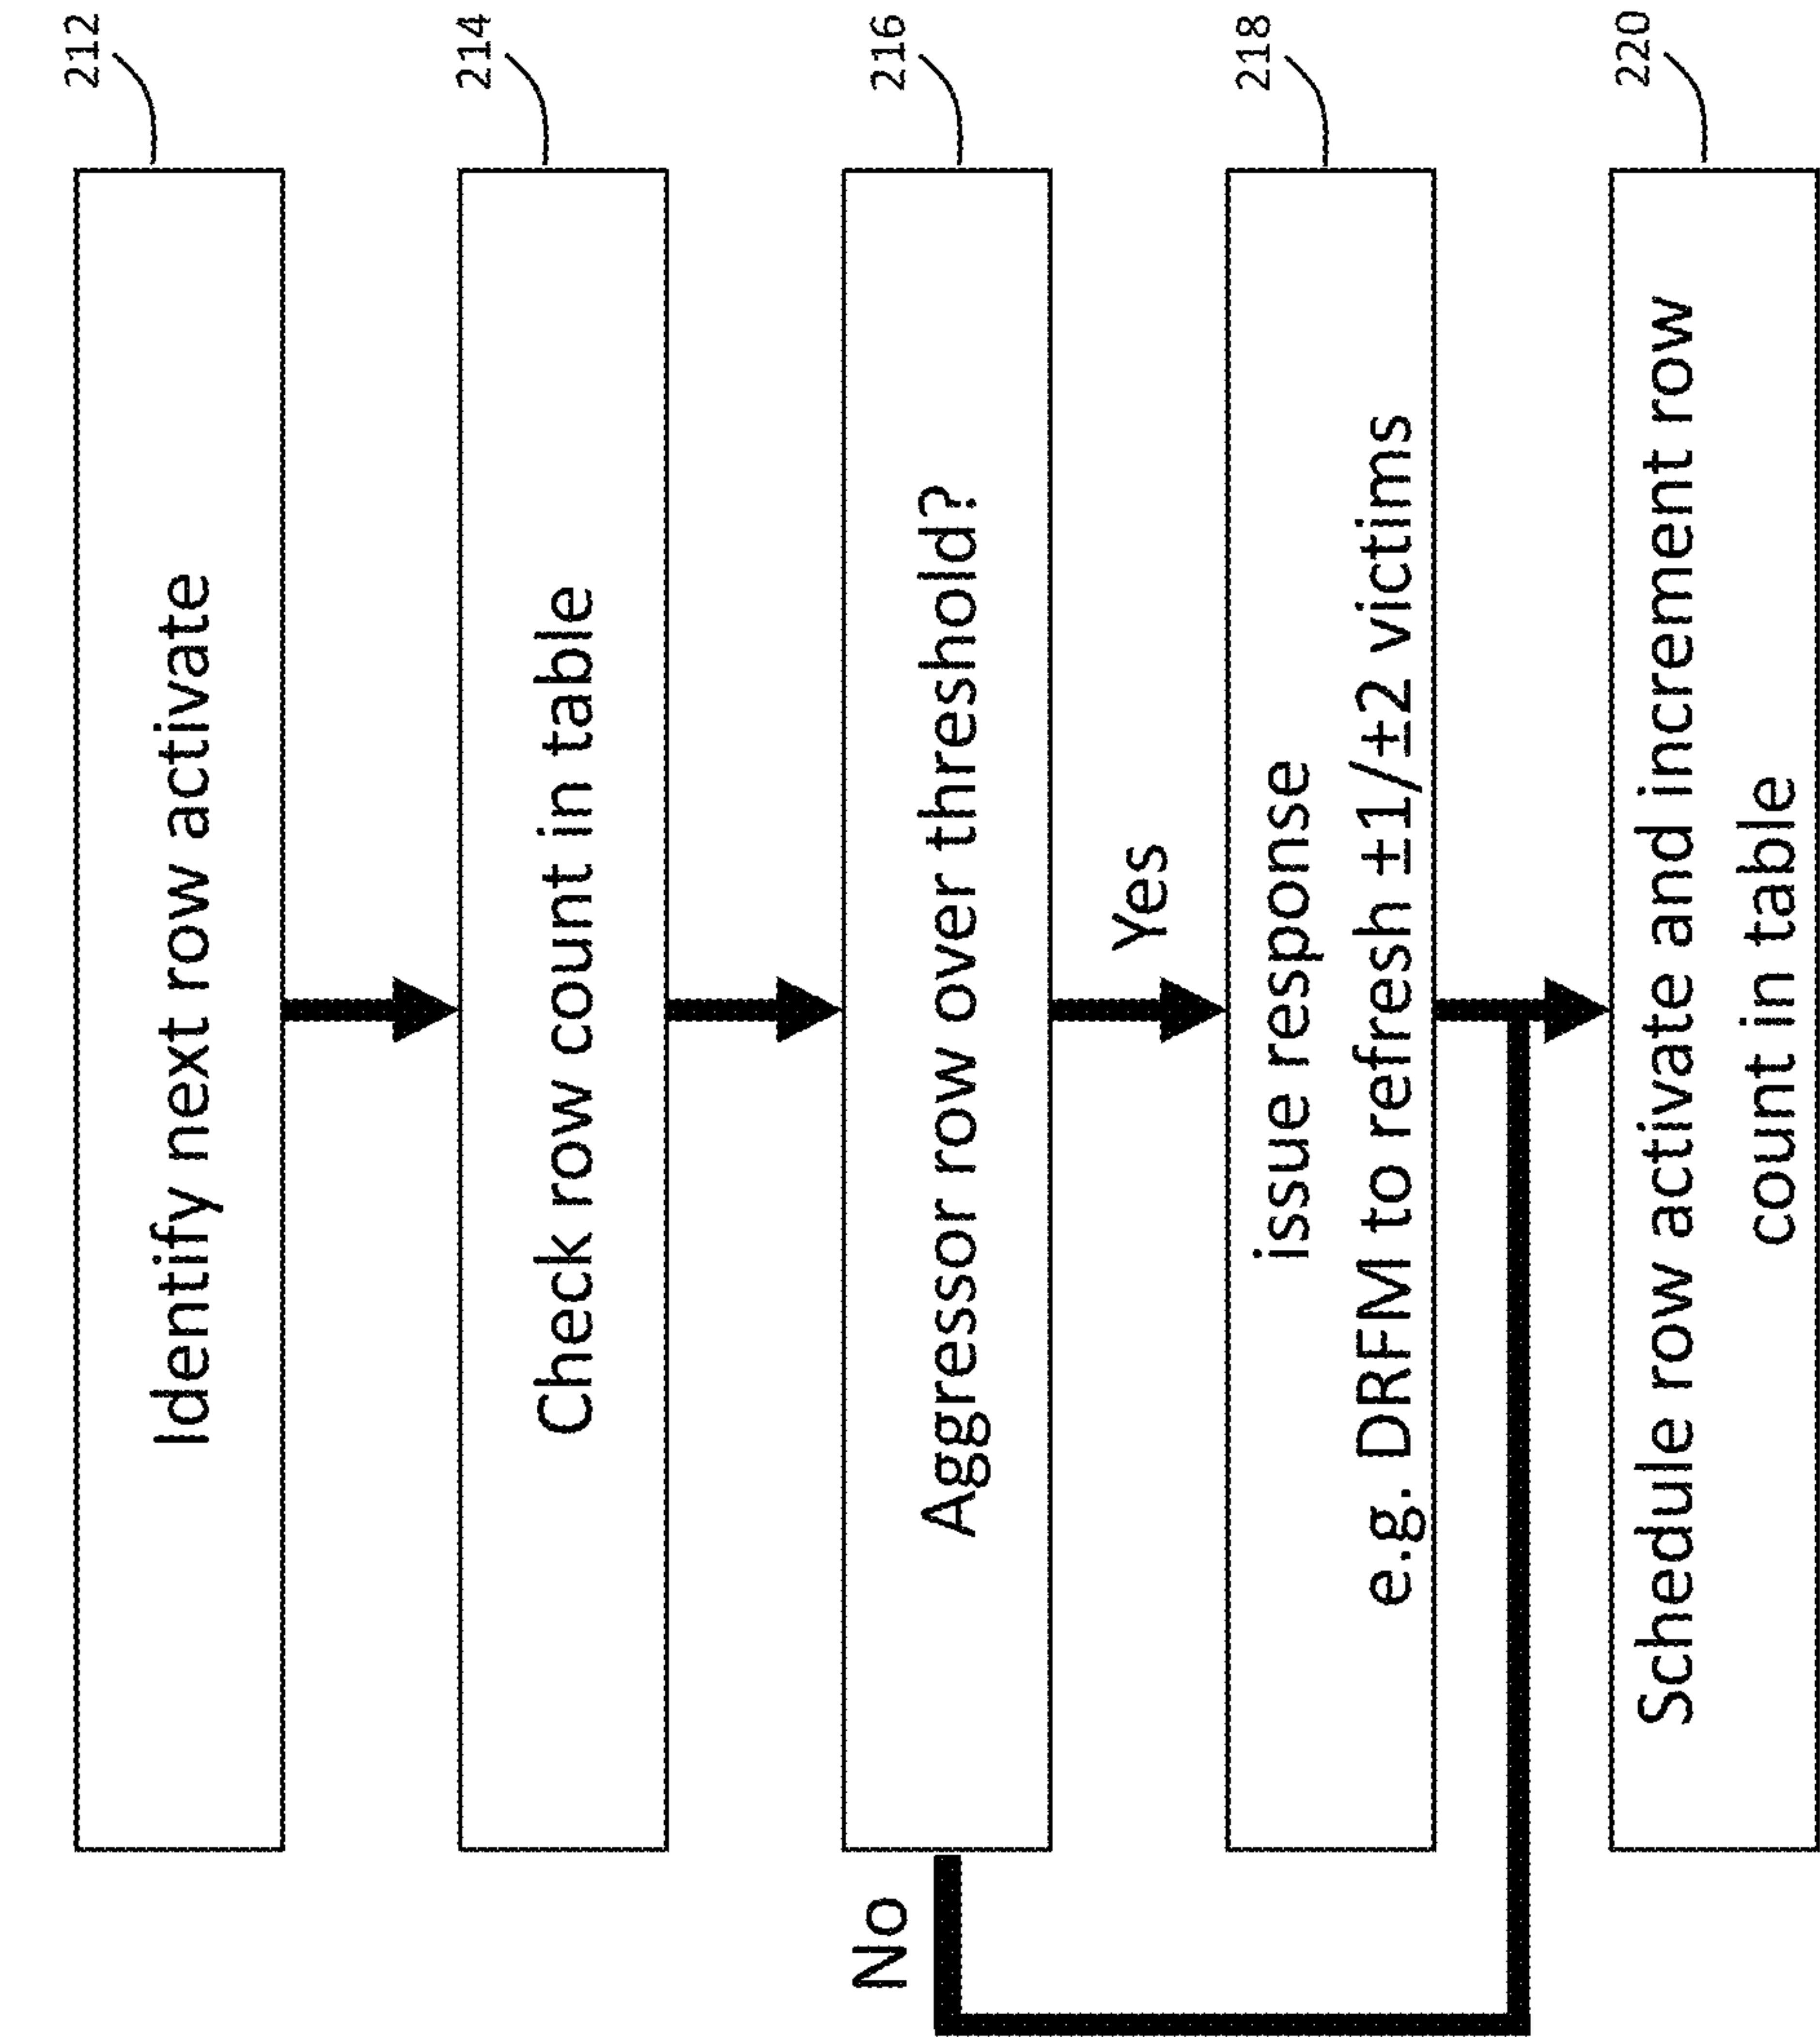 Identify next row activate
212
Check row count in table
214
Aggressor row over threshold?
216
No
Yes
issue response
e.g. DRFM to refresh ±1/±2 victims
218
Schedule row activate and increment row
count in table
220